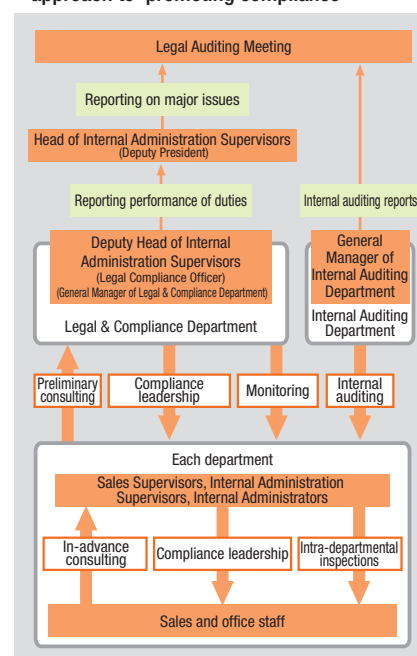 approach to promoting compliance
Legal Auditing Meeting
Reporting on major issues
Head of Internal Administration Supervisors
(Deputy President)
Reporting performance of duties
Internal auditing reports
Deputy Head of Internal
Administration Supervisors
(Legal Compliance Officer)
(General Manager of Legal & Compliance Department)
Legal & Compliance Department
General
Manager of
Internal Auditing
Department
Internal Auditing
Department
Preliminary
consulting
Compliance
leadership
Monitoring
Internal
auditing
Each department
Sales Supervisors, Internal Administration
Supervisors, Internal Administrators
In-advance
consulting
Compliance leadership
Intra-departmental
inspections
Sales and office staff